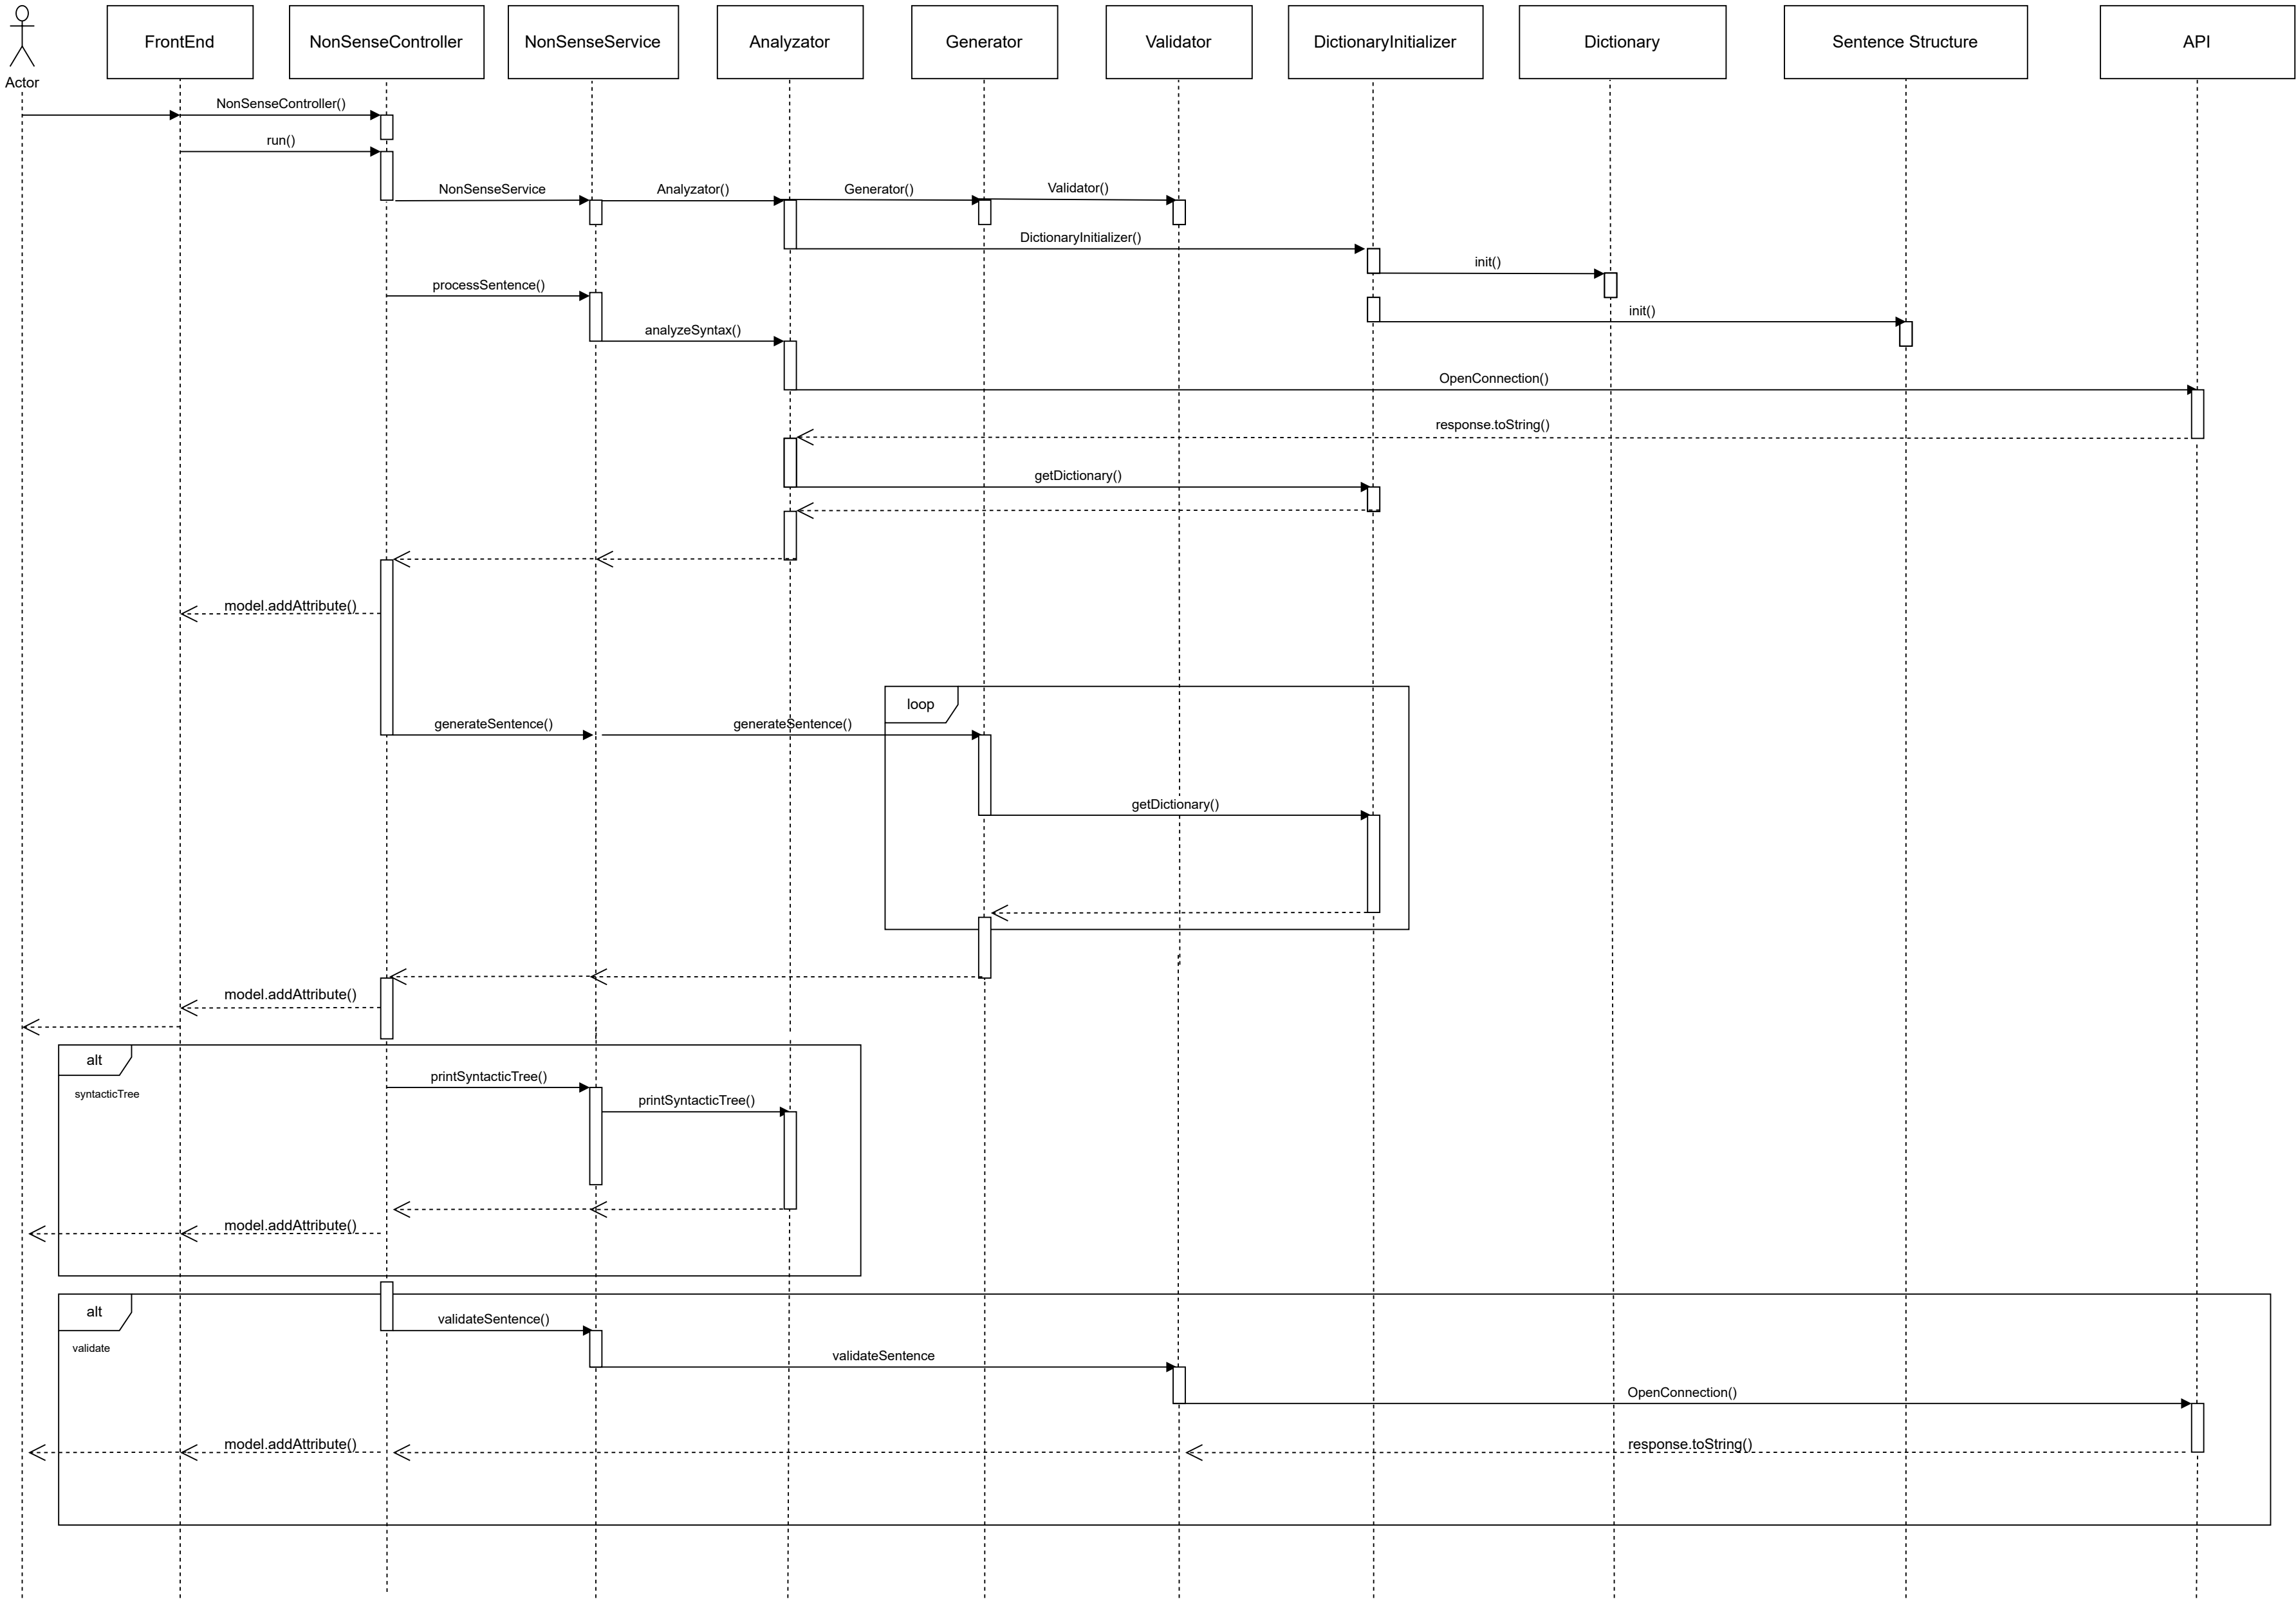 Actor
FrontEnd
NonSenseController
NonSenseService
Analyzator
Generator
Validator
DictionaryInitializer
Dictionary
Sentence Structure
API
NonSenseController()
run()
NonSenseService
Analyzator()
Generator()
Validator()
DictionaryInitializer()
init()
processSentence()
init()
analyzeSyntax()
OpenConnection()
response.toString()
getDictionary()
model.addAttribute()
loop
generateSentence()
generateSentence()
getDictionary()
model.addAttribute()
alt
syntacticTree
printSyntacticTree()
printSyntacticTree()
model.addAttribute()
alt
validate
validateSentence()
validateSentence
OpenConnection()
model.addAttribute()
response.toString()